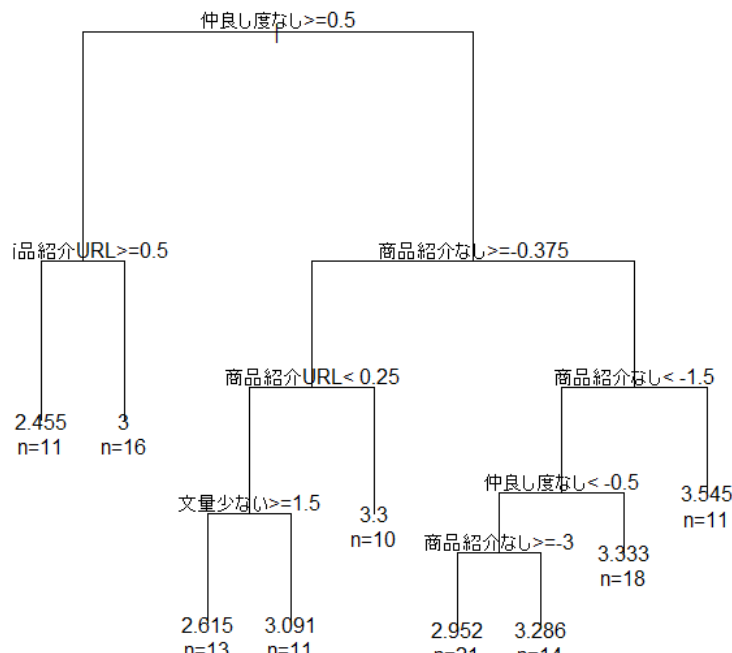 仲良し度なし>=0.5
品紹介URL>=0.5
商品紹介なし>=-0.375
商品紹介URL< 0.25
商品紹介なし< -1.5
2.455
n=11
3
n=16
仲良し度なし< -0.5
文量少ない>=1.5
3.3
n=10
3.545
n=11
商品紹介なし>=-3
3.333
n=18
2.615
n=13
3.091
n=11
2.952
n=21
3.286
n=14